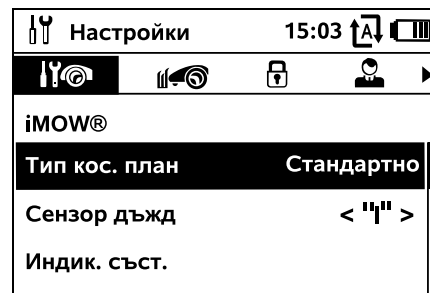 Настройки 15:03 A
iMOW®
Тип кос. план Стандартно
Сензор дъжд < >
Индик. съст.